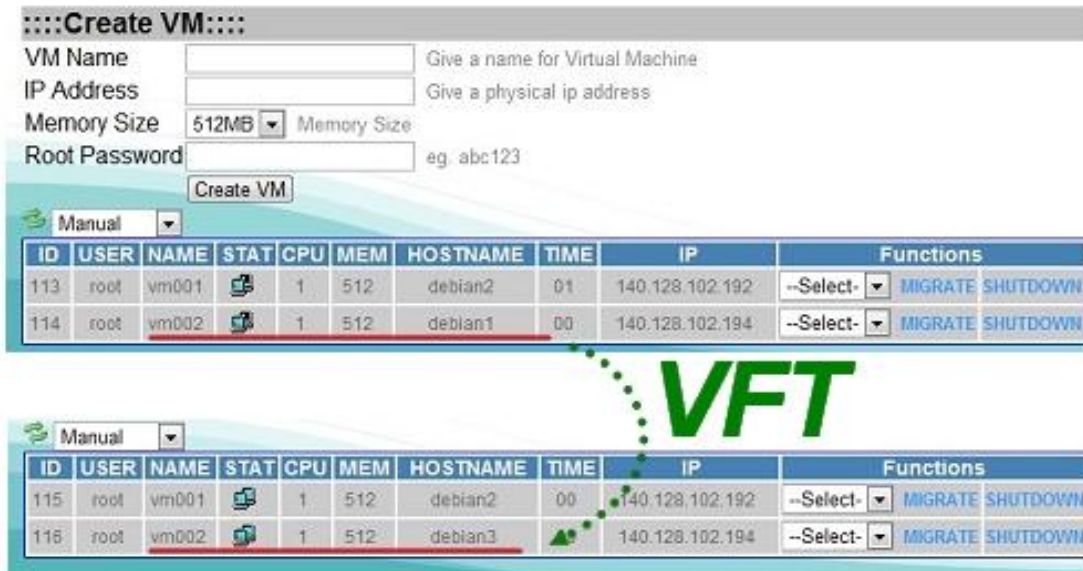 ::::Create VM::::
VM Name Give a name for Virtual Machine
IP Address Give a physical ip address
Memory Size 512MB Memory Size
Root Password eg. abc123
Create VM
Manual
ID USER NAME STAT CPU MEM HOSTNAME TIME IP Functions
113 root vm001 1 512 debian2 01 140.128.102.192 --Select- MIGRATE SHUTDOWN
114 root vm002 1 512 debian1 00 140.128.102.194 --Select- MIGRATE SHUTDOWN
VFT
Manual
ID USER NAME STAT CPU MEM HOSTNAME TIME IP Functions
115 root vm001 1 512 debian2 00 140.128.102.192 --Select- MIGRATE SHUTDOWN
116 root vm002 1 512 debian3 140.128.102.194 --Select- MIGRATE SHUTDOWN